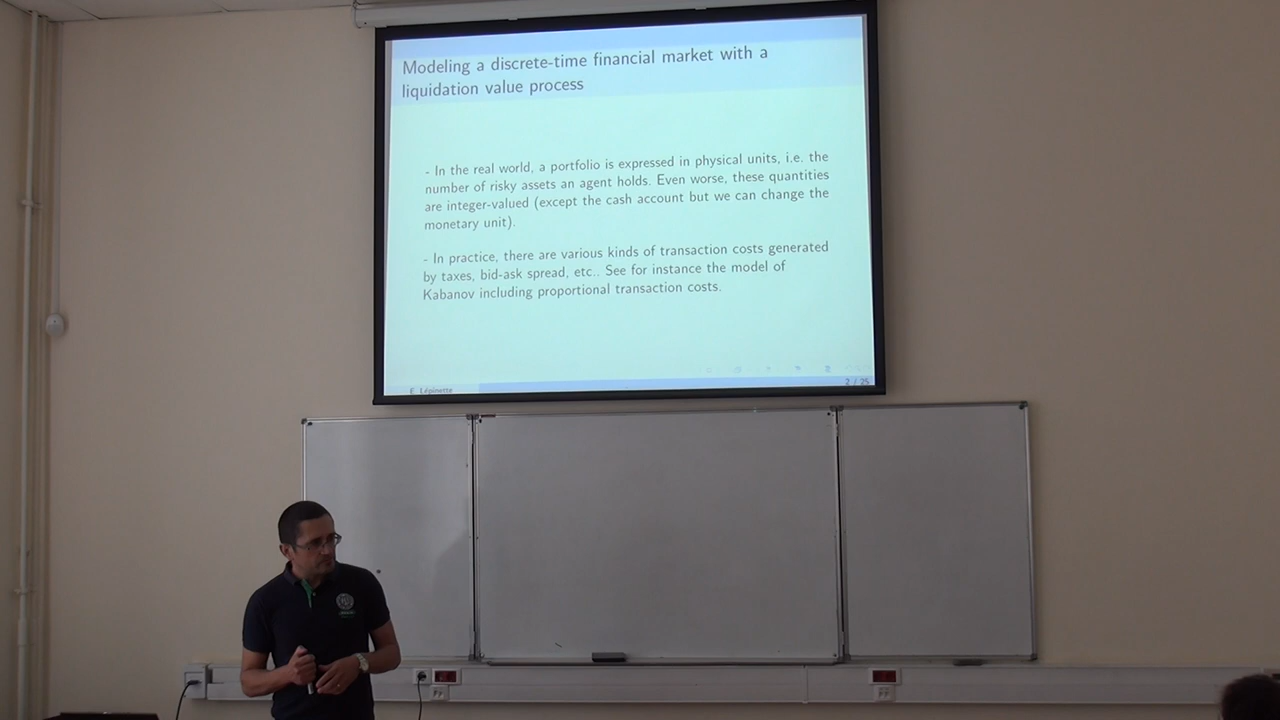 Modeling a discrete-time financial market with a
liquidation value process
- In the real world, a portfolio is expressed in physical units, i.e. the
number of risky assets an agent holds. Even worse, these quantities
are integer-valued (except the cash account but we can change the
monetary unit).
- In practice, there are various kinds of transaction costs generated
by taxes, bid-ask spread, etc.. See for instance the model of
Kabanov including proportional transaction costs.
E. Lépinette
2 / 25